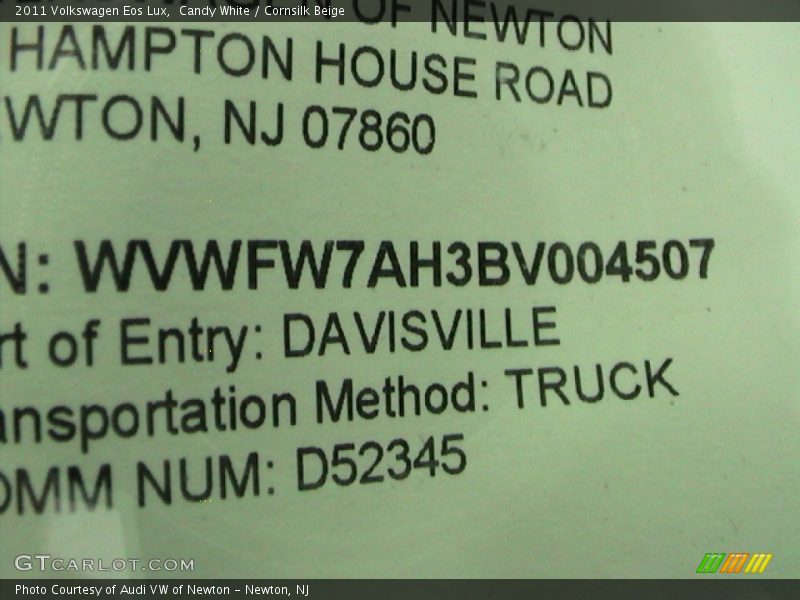 2011 Volkswagen Eos Lux, Candy White / Cornsilk Beige
OF NEWTON
HAMPTON HOUSE ROAD
WTON, NJ 07860
N: WVWFW7AH3BV004507
rt of Entry: DAVISVILLE
ansportation Method: TRUCK
OMM NUM: D52345
GTCARLOT.COM
Photo Courtesy of Audi VW of Newton - Newton, NJ